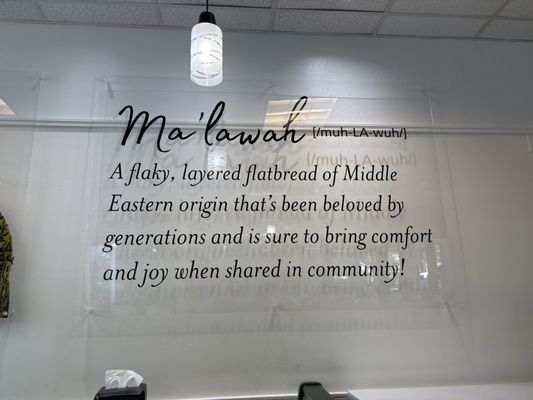 Ma'lawah [/muh-LA-wuh/]
A flaky, layered flatbread of Middle
Eastern origin that's been beloved by
generations and is sure to bring comfort
and joy when shared in community!